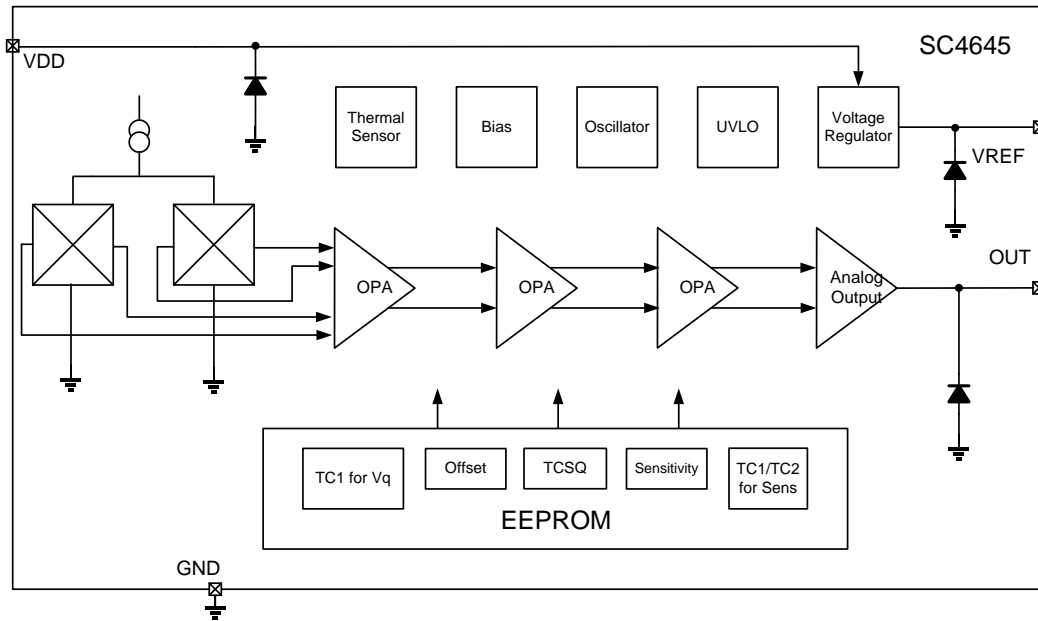 SC4645
VDD
Thermal
Sensor
Bias
Oscillator
UVLO
Voltage
Regulator
VREF
OUT
OPA
OPA
OPA
Analog
Output
TC1 for Vq
Offset
TCSQ
Sensitivity
TC1/TC2
for Sens
EEPROM
GND